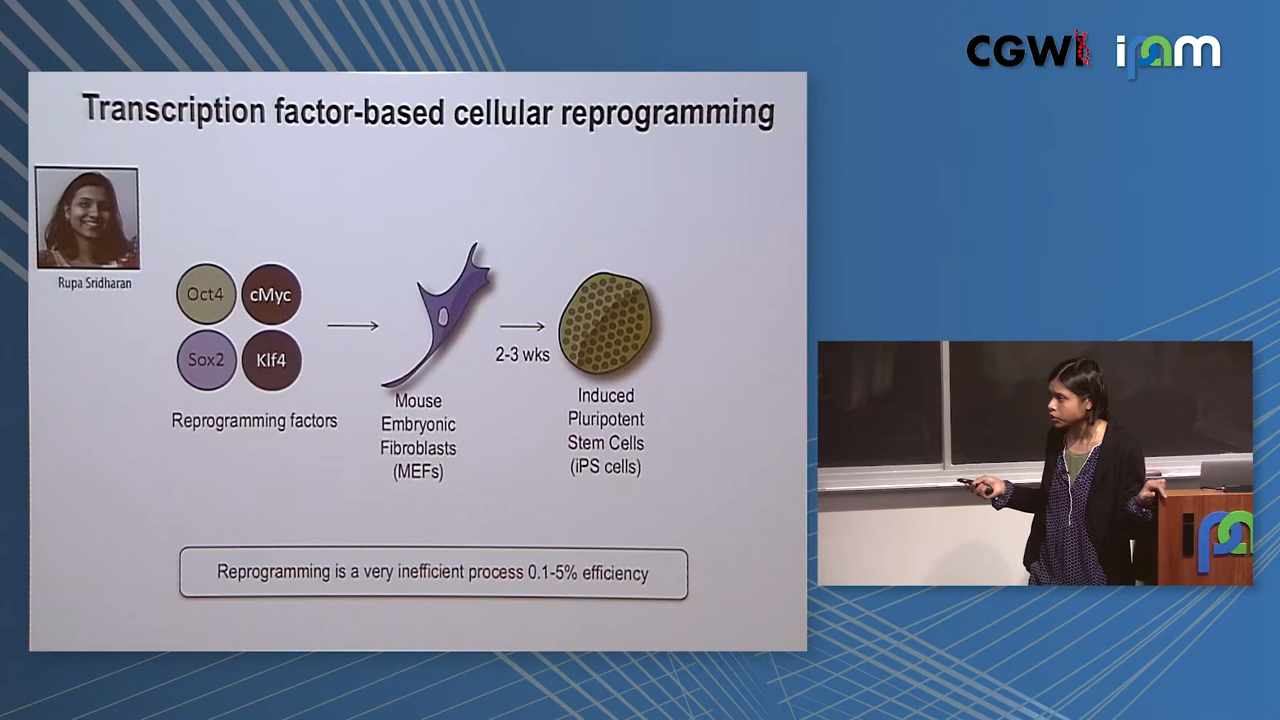 CGWI ipam
Transcription factor-based cellular reprogramming
Rupa Sridharan
Oct4
cMyc
Sox2
Klf4
Reprogramming factors
2-3 wks
Mouse
Embryonic
Fibroblasts
(MEFs)
Induced
Pluripotent
Stem Cells
(iPS cells)
Reprogramming is a very inefficient process 0.1-5% efficiency
ipa